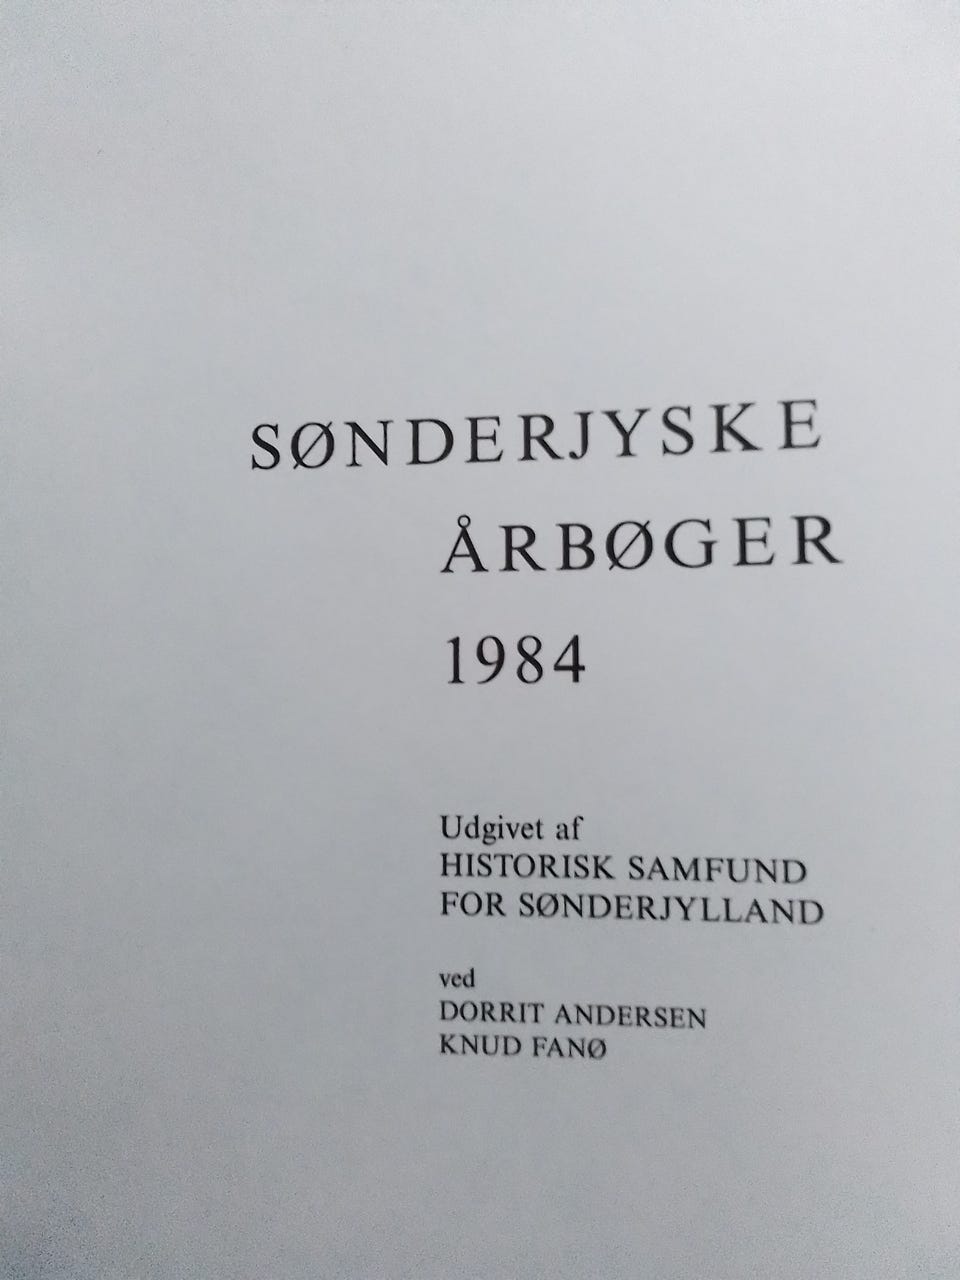 SØNDERJYSKE
ÅRBØGER
1984
Udgivet af
HISTORISK SAMFUND
FOR SØNDERJYLLAND
ved
DORRIT ANDERSEN
KNUD FANØ